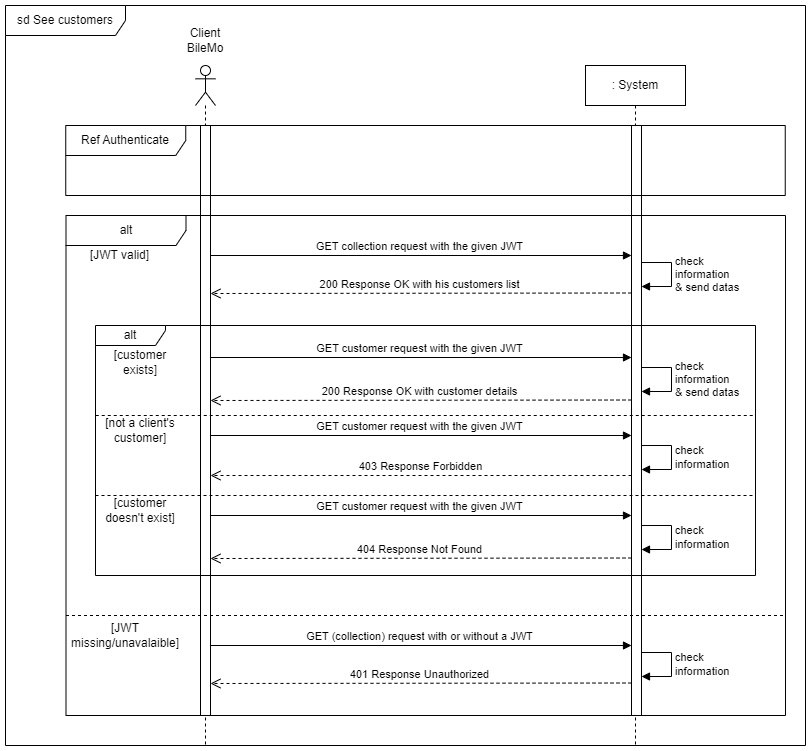 sd See customers
Client
BileMo
: System
Ref Authenticate
alt
[JWT valid]
GET collection request with the given JWT
check
information
& send datas
200 Response OK with his customers list
alt
[customer
exists]
GET customer request with the given JWT
check
information
& send datas
200 Response OK with customer details
[not a client's
customer]
GET customer request with the given JWT
check
information
403 Response Forbidden
[customer
doesn't exist]
GET customer request with the given JWT
check
information
404 Response Not Found
[JWT
missing/unavalaible]
GET (collection) request with or without a JWT
check
information
401 Response Unauthorized